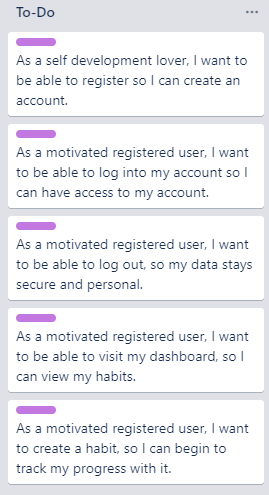 To-Do
As a self development lover, I want to
be able to register so I can create an
account.
As a motivated registered user, I want
to be able to log into my account so I
can have access to my account.
As a motivated registered user, I want
to be able to log out, so my data stays
secure and personal.
As a motivated registered user, I want
to be able to visit my dashboard, so I
can view my habits.
As a motivated registered user, I want
to create a habit, so I can begin to
track my progress with it.